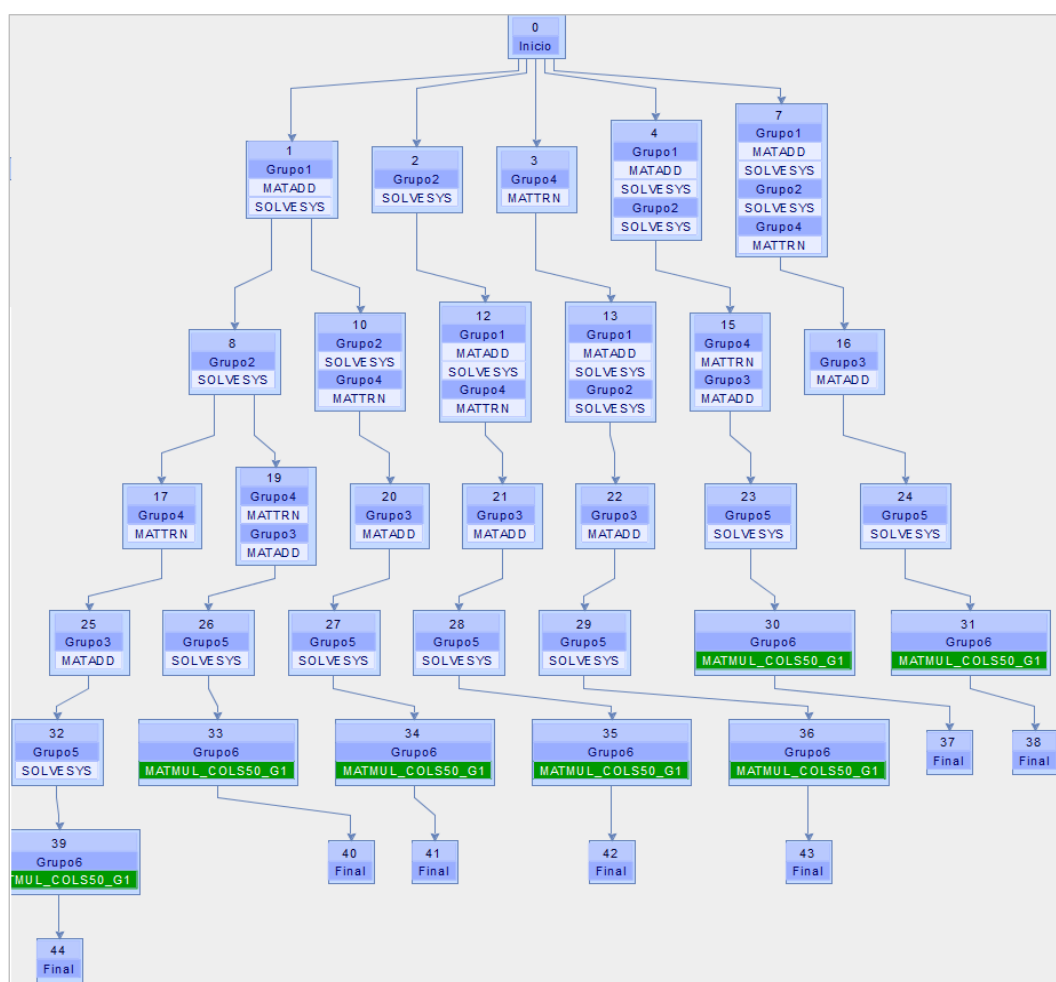 0
Inicio
1
Grupo1
MATADD
SOLVESYS
2
Grupo2
SOLVESYS
3
Grupo4
MATTRN
4
Grupo1
MATADD
SOLVESYS
Grupo2
SOLVESYS
7
Grupo1
MATADD
SOLVESYS
Grupo2
SOLVESYS
Grupo4
MATTRN
8
Grupo2
SOLVESYS
10
Grupo2
SOLVESYS
Grupo4
MATTRN
12
Grupo1
MATADD
SOLVESYS
Grupo4
MATTRN
13
Grupo1
MATADD
SOLVESYS
Grupo2
SOLVESYS
15
Grupo4
MATTRN
Grupo3
MATADD
16
Grupo3
MATADD
17
Grupo4
MATTRN
19
Grupo4
MATTRN
Grupo3
MATADD
20
Grupo3
MATADD
21
Grupo3
MATADD
22
Grupo3
MATADD
23
Grupo5
SOLVESYS
24
Grupo5
SOLVESYS
25
Grupo3
MATADD
26
Grupo5
SOLVESYS
27
Grupo5
SOLVESYS
28
Grupo5
SOLVESYS
29
Grupo5
SOLVESYS
30
Grupo6
MATMUL_COLS50_G1
31
Grupo6
MATMUL_COLS50_G1
32
Grupo5
SOLVESYS
33
Grupo6
MATMUL_COLS50_G1
34
Grupo6
MATMUL_COLS50_G1
35
Grupo6
MATMUL_COLS50_G1
36
Grupo6
MATMUL_COLS50_G1
37
Final
38
Final
39
Grupo6
TMUL_COLS50_G1
40
Final
41
Final
42
Final
43
Final
44
Final